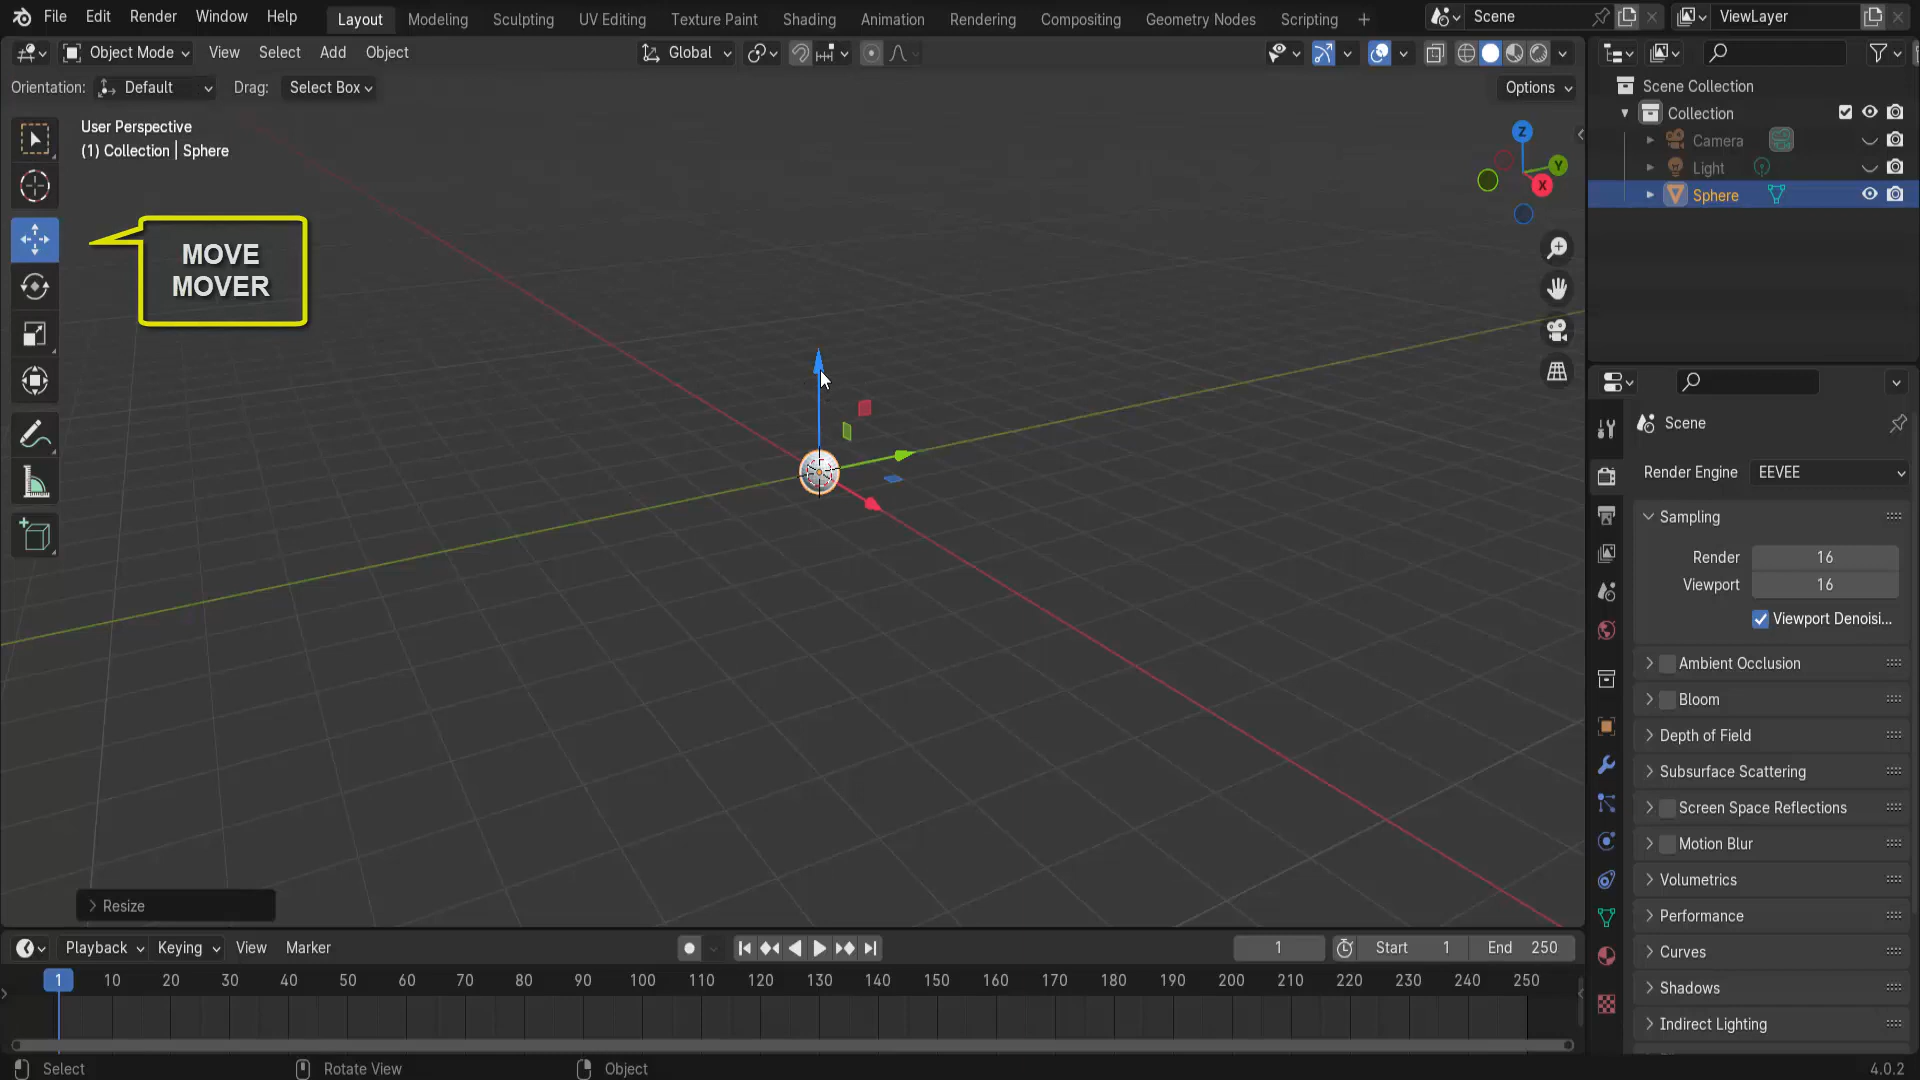 File Edit Render Window Help
Layout Modeling Sculpting UV Editing Texture Paint Shading Animation Rendering Compositing Geometry Nodes Scripting +
Scene
ViewLayer
Object Mode View Select Add Object
Global
Orientation: Default Drag: Select Box
Options
User Perspective
(1) Collection | Sphere
MOVE
MOVER
Z
Y
X
Scene Collection
Collection
Camera
Light
Sphere
Scene
Render Engine EEVEE
Sampling
Render 16
Viewport 16
Viewport Denoisi...
Ambient Occlusion
Bloom
Depth of Field
Subsurface Scattering
Screen Space Reflections
Motion Blur
Volumetrics
Performance
Curves
Shadows
Indirect Lighting
Resize
Playback Keying View Marker
1 Start 1 End 250
1 10 20 30 40 50 60 70 80 90 100 110 120 130 140 150 160 170 180 190 200 210 220 230 240 250
Select Rotate View Object
4.0.2